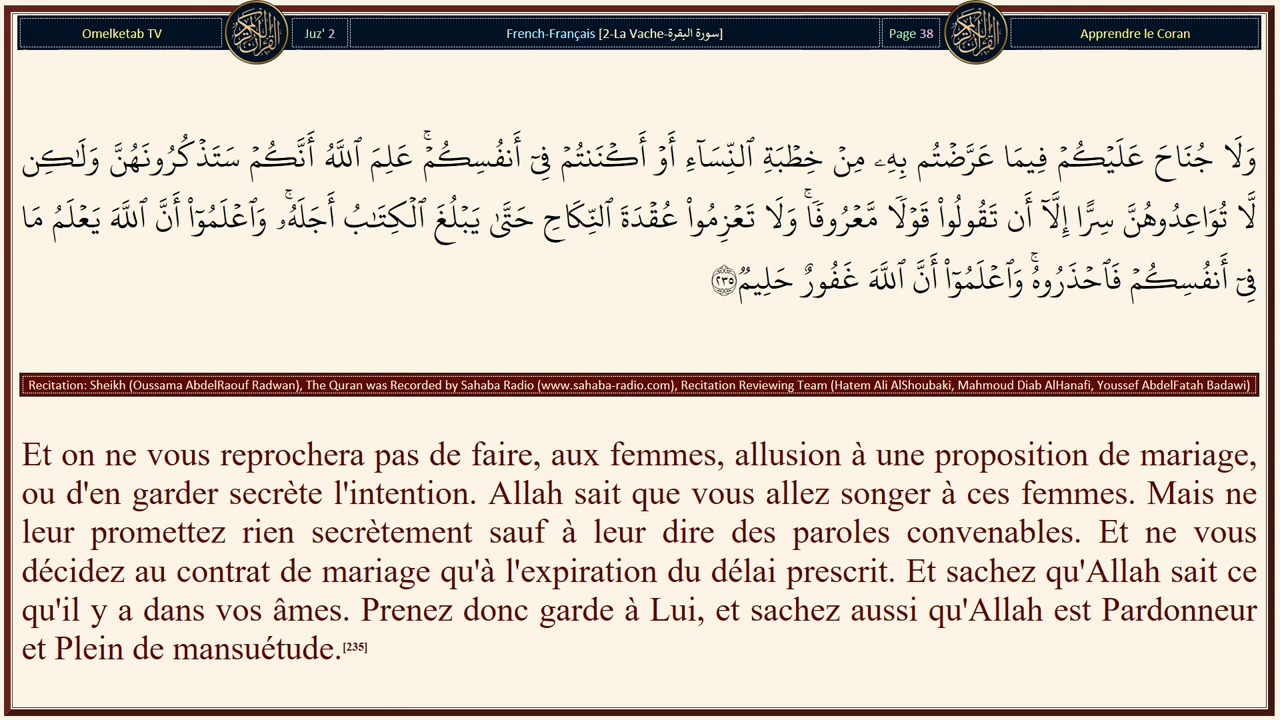 Omelketab TV
Juz' 2
French-Français [2-La Vache-سورة البقرة]
Page 38
Apprendre le Coran
وَلَا جُنَاحَ عَلَيۡكُمۡ فِيمَا عَرَّضۡتُم بِهِۦ مِنۡ خِطۡبَةِ ٱلنِّسَآءِ أَوۡ أَكۡنَنتُمۡ فِيٓ أَنفُسِكُمۡۚ عَلِمَ ٱللَّهُ أَنَّكُمۡ سَتَذۡكُرُونَهُنَّ وَلَٰكِن
لَّا تُوَاعِدُوهُنَّ سِرًّا إِلَّآ أَن تَقُولُواْ قَوۡلٗا مَّعۡرُوفٗاۚ وَلَا تَعۡزِمُواْ عُقۡدَةَ ٱلنِّكَاحِ حَتَّىٰ يَبۡلُغَ ٱلۡكِتَٰبُ أَجَلَهُۥۚ وَٱعۡلَمُوٓاْ أَنَّ ٱللَّهَ يَعۡلَمُ مَا
فِيٓ أَنفُسِكُمۡ فَٱحۡذَرُوهُۚ وَٱعۡلَمُوٓاْ أَنَّ ٱللَّهَ غَفُورٌ حَلِيمٞ ٢٣٥
Recitation: Sheikh (Oussama AbdelRaouf Radwan), The Quran was Recorded by Sahaba Radio (www.sahaba-radio.com), Recitation Reviewing Team (Hatem Ali AlShoubaki, Mahmoud Diab AlHanafi, Youssef AbdelFatah Badawi)
Et on ne vous reprochera pas de faire, aux femmes, allusion à une proposition de mariage,
ou d'en garder secrète l'intention. Allah sait que vous allez songer à ces femmes. Mais ne
leur promettez rien secrètement sauf à leur dire des paroles convenables. Et ne vous
décidez au contrat de mariage qu'à l'expiration du délai prescrit. Et sachez qu'Allah sait ce
qu'il y a dans vos âmes. Prenez donc garde à Lui, et sachez aussi qu'Allah est Pardonneur
et Plein de mansuétude.[235]